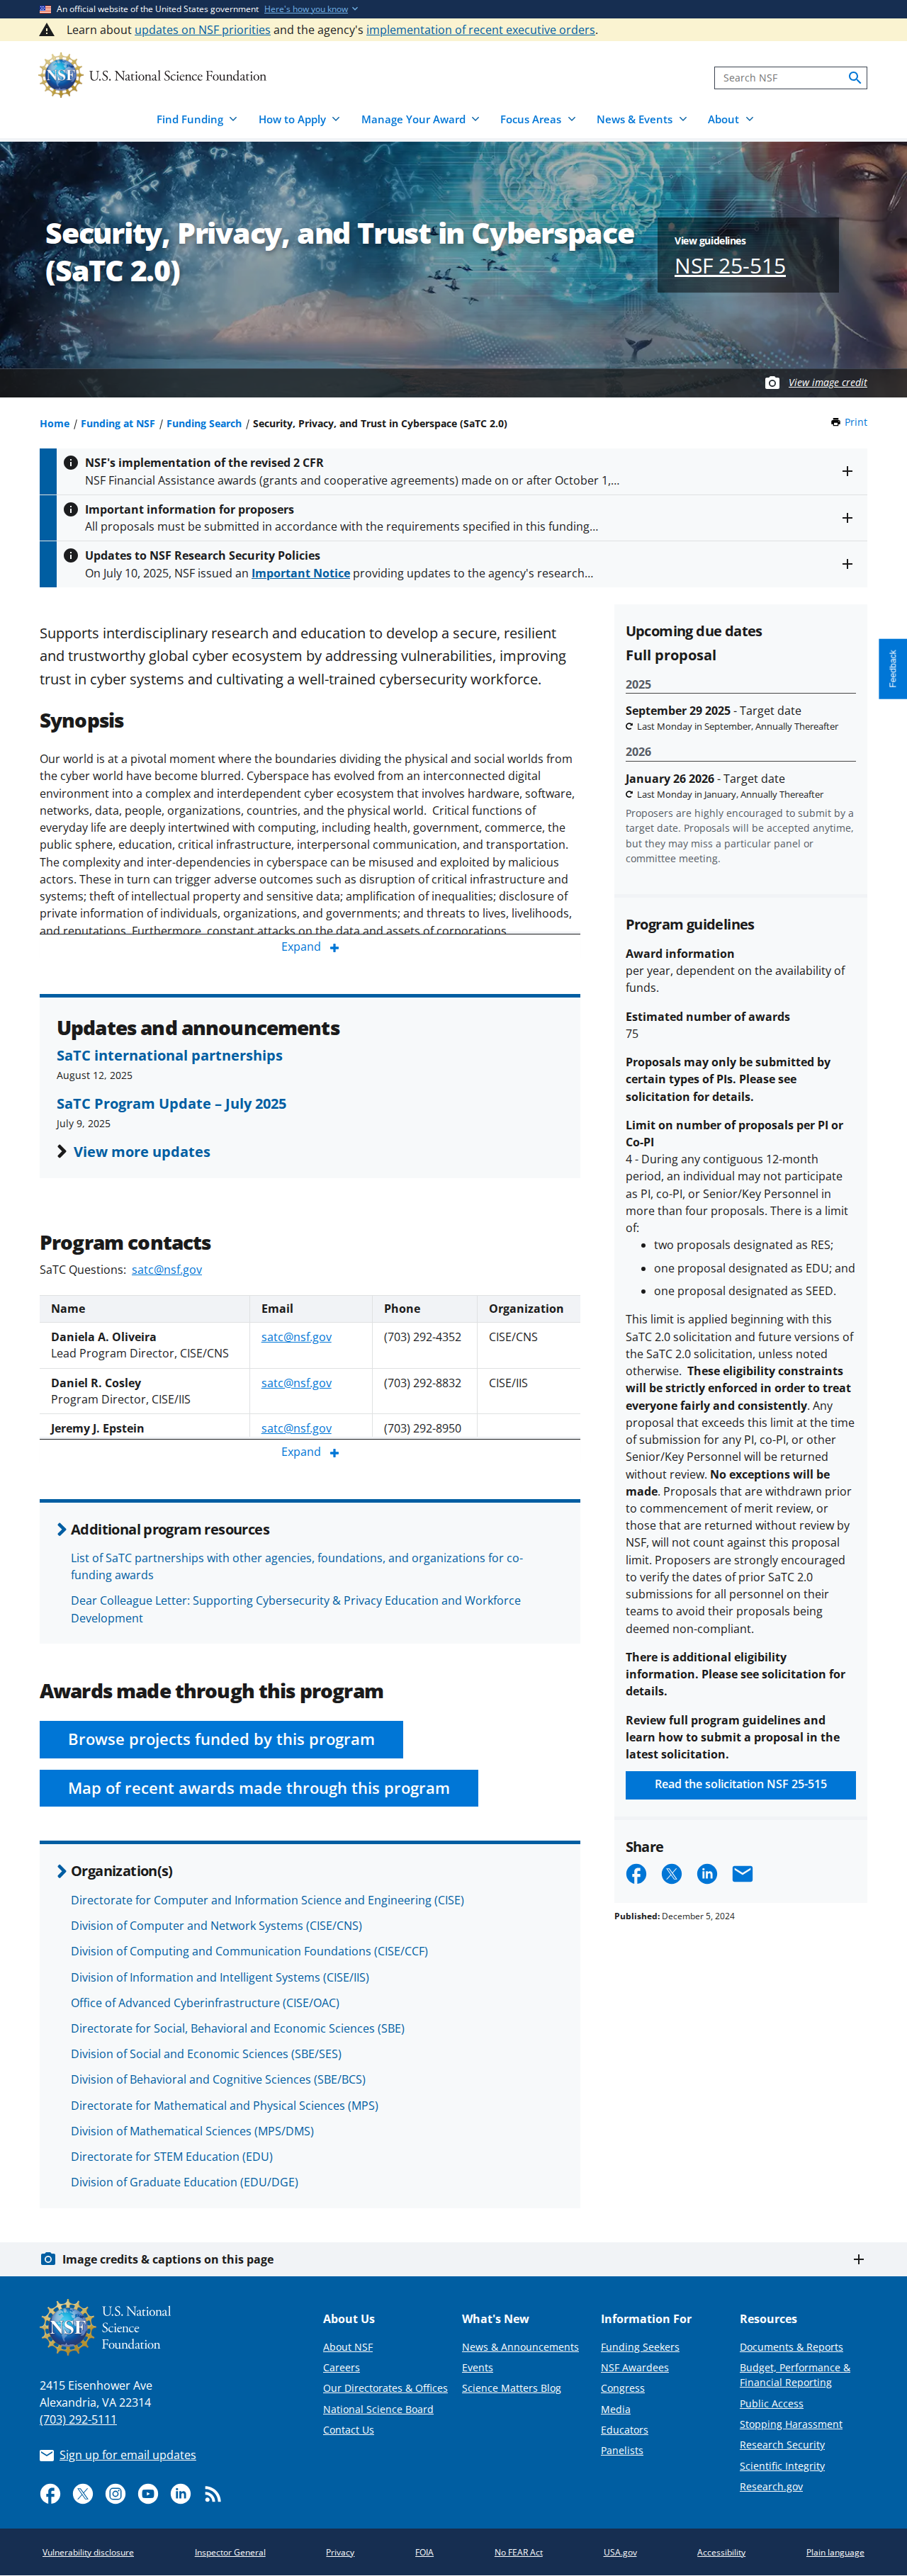 An official website of the United States government Here's how you know
Learn about updates on NSF priorities and the agency's implementation of recent executive orders.
NSF U.S. National Science Foundation
Search NSF
Find Funding How to Apply Manage Your Award Focus Areas News & Events About
Security, Privacy, and Trust in Cyberspace
(SaTC 2.0)
View guidelines
NSF 25-515
View image credit
Home / Funding at NSF / Funding Search / Security, Privacy, and Trust in Cyberspace (SaTC 2.0)
Print
NSF's implementation of the revised 2 CFR
NSF Financial Assistance awards (grants and cooperative agreements) made on or after October 1,...
Important information for proposers
All proposals must be submitted in accordance with the requirements specified in this funding...
Updates to NSF Research Security Policies
On July 10, 2025, NSF issued an Important Notice providing updates to the agency's research...
Supports interdisciplinary research and education to develop a secure, resilient
and trustworthy global cyber ecosystem by addressing vulnerabilities, improving
trust in cyber systems and cultivating a well-trained cybersecurity workforce.
Synopsis
Our world is at a pivotal moment where the boundaries dividing the physical and social worlds from
the cyber world have become blurred. Cyberspace has evolved from an interconnected digital
environment into a complex and interdependent cyber ecosystem that involves hardware, software,
networks, data, people, organizations, countries, and the physical world. Critical functions of
everyday life are deeply intertwined with computing, including health, government, commerce, the
public sphere, education, critical infrastructure, interpersonal communication, and transportation.
The complexity and inter-dependencies in cyberspace can be misused and exploited by malicious
actors. These in turn can trigger adverse outcomes such as disruption of critical infrastructure and
systems; theft of intellectual property and sensitive data; amplification of inequalities; disclosure of
private information of individuals, organizations, and governments; and threats to lives, livelihoods,
and reputations. Furthermore, constant attacks on the data and assets of corporations,
Expand
Updates and announcements
SaTC international partnerships
August 12, 2025
SaTC Program Update – July 2025
July 9, 2025
View more updates
Program contacts
SaTC Questions: satc@nsf.gov
Name Email Phone Organization
Daniela A. Oliveira satc@nsf.gov (703) 292-4352 CISE/CNS
Lead Program Director, CISE/CNS
Daniel R. Cosley satc@nsf.gov (703) 292-8832 CISE/IIS
Program Director, CISE/IIS
Jeremy J. Epstein satc@nsf.gov (703) 292-8950
Expand
Additional program resources
List of SaTC partnerships with other agencies, foundations, and organizations for co-
funding awards
Dear Colleague Letter: Supporting Cybersecurity & Privacy Education and Workforce
Development
Awards made through this program
Browse projects funded by this program
Map of recent awards made through this program
Organization(s)
Directorate for Computer and Information Science and Engineering (CISE)
Division of Computer and Network Systems (CISE/CNS)
Division of Computing and Communication Foundations (CISE/CCF)
Division of Information and Intelligent Systems (CISE/IIS)
Office of Advanced Cyberinfrastructure (CISE/OAC)
Directorate for Social, Behavioral and Economic Sciences (SBE)
Division of Social and Economic Sciences (SBE/SES)
Division of Behavioral and Cognitive Sciences (SBE/BCS)
Directorate for Mathematical and Physical Sciences (MPS)
Division of Mathematical Sciences (MPS/DMS)
Directorate for STEM Education (EDU)
Division of Graduate Education (EDU/DGE)
Upcoming due dates
Full proposal
2025
September 29 2025 - Target date
Last Monday in September, Annually Thereafter
2026
January 26 2026 - Target date
Last Monday in January, Annually Thereafter
Proposers are highly encouraged to submit by a
target date. Proposals will be accepted anytime,
but they may miss a particular panel or
committee meeting.
Program guidelines
Award information
per year, dependent on the availability of
funds.
Estimated number of awards
75
Proposals may only be submitted by
certain types of PIs. Please see
solicitation for details.
Limit on number of proposals per PI or
Co-PI
4 - During any contiguous 12-month
period, an individual may not participate
as PI, co-PI, or Senior/Key Personnel in
more than four proposals. There is a limit
of:
• two proposals designated as RES;
• one proposal designated as EDU; and
• one proposal designated as SEED.
This limit is applied beginning with this
SaTC 2.0 solicitation and future versions of
the SaTC 2.0 solicitation, unless noted
otherwise. These eligibility constraints
will be strictly enforced in order to treat
everyone fairly and consistently. Any
proposal that exceeds this limit at the time
of submission for any PI, co-PI, or other
Senior/Key Personnel will be returned
without review. No exceptions will be
made. Proposals that are withdrawn prior
to commencement of merit review, or
those that are returned without review by
NSF, will not count against this proposal
limit. Proposers are strongly encouraged
to verify the dates of prior SaTC 2.0
submissions for all personnel on their
teams to avoid their proposals being
deemed non-compliant.
There is additional eligibility
information. Please see solicitation for
details.
Review full program guidelines and
learn how to submit a proposal in the
latest solicitation.
Read the solicitation NSF 25-515
Share
Published: December 5, 2024
Feedback
Image credits & captions on this page
NSF U.S. National
Science
Foundation
2415 Eisenhower Ave
Alexandria, VA 22314
(703) 292-5111
Sign up for email updates
About Us
About NSF
Careers
Our Directorates & Offices
National Science Board
Contact Us
What's New
News & Announcements
Events
Science Matters Blog
Information For
Funding Seekers
NSF Awardees
Congress
Media
Educators
Panelists
Resources
Documents & Reports
Budget, Performance &
Financial Reporting
Public Access
Stopping Harassment
Research Security
Scientific Integrity
Research.gov
Vulnerability disclosure Inspector General Privacy FOIA No FEAR Act USA.gov Accessibility Plain language